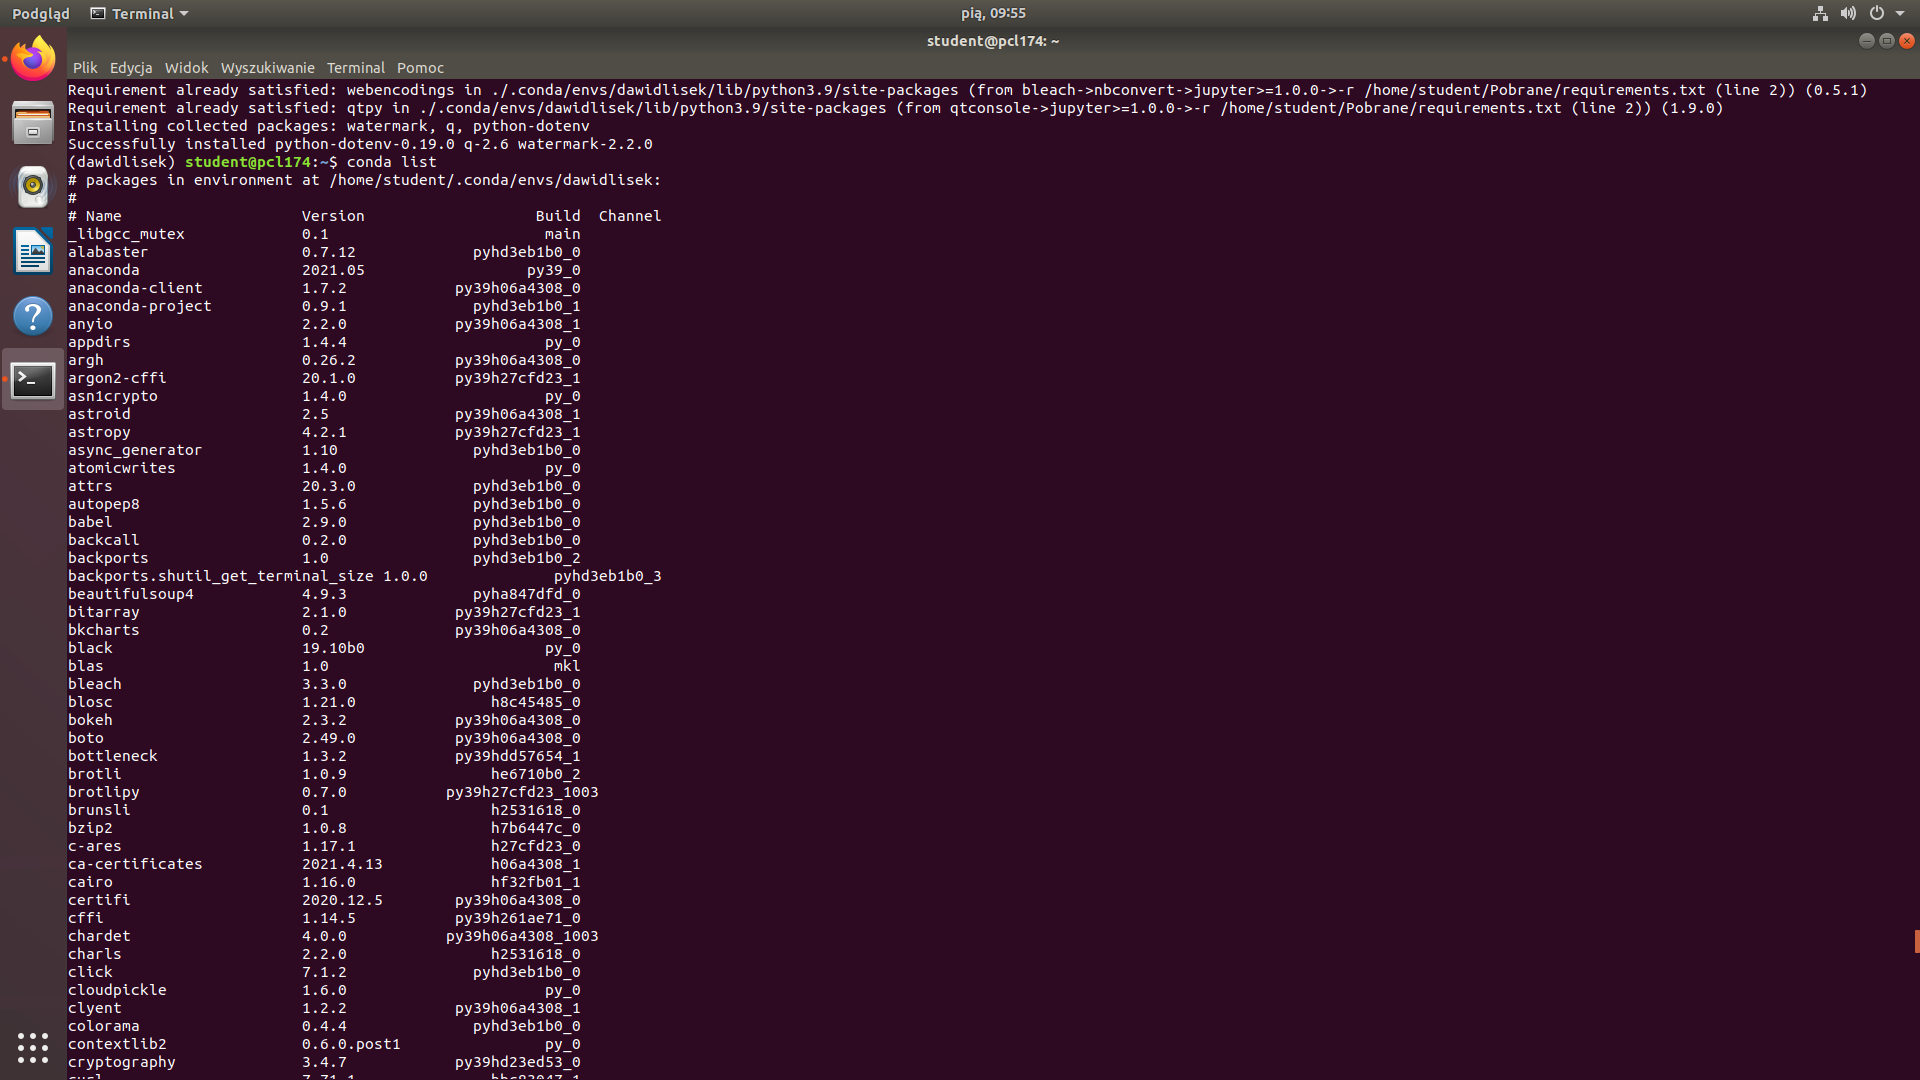 Podgląd Terminal pią, 09:55
student@pcl174: ~
Plik Edycja Widok Wyszukiwanie Terminal Pomoc
Requirement already satisfied: webencodings in ./.conda/envs/dawidlisek/lib/python3.9/site-packages (from bleach->nbconvert->jupyter>=1.0.0->-r /home/student/Pobrane/requirements.txt (line 2)) (0.5.1)
Requirement already satisfied: qtpy in ./.conda/envs/dawidlisek/lib/python3.9/site-packages (from qtconsole->jupyter>=1.0.0->-r /home/student/Pobrane/requirements.txt (line 2)) (1.9.0)
Installing collected packages: watermark, q, python-dotenv
Successfully installed python-dotenv-0.19.0 q-2.6 watermark-2.2.0
(dawidlisek) student@pcl174:~$ conda list
# packages in environment at /home/student/.conda/envs/dawidlisek:
#
# Name Version Build Channel
_libgcc_mutex 0.1 main
alabaster 0.7.12 pyhd3eb1b0_0
anaconda 2021.05 py39_0
anaconda-client 1.7.2 py39h06a4308_0
anaconda-project 0.9.1 pyhd3eb1b0_1
anyio 2.2.0 py39h06a4308_1
appdirs 1.4.4 py_0
argh 0.26.2 py39h06a4308_0
argon2-cffi 20.1.0 py39h27cfd23_1
asn1crypto 1.4.0 py_0
astroid 2.5 py39h06a4308_1
astropy 4.2.1 py39h27cfd23_1
async_generator 1.10 pyhd3eb1b0_0
atomicwrites 1.4.0 py_0
attrs 20.3.0 pyhd3eb1b0_0
autopep8 1.5.6 pyhd3eb1b0_0
babel 2.9.0 pyhd3eb1b0_0
backcall 0.2.0 pyhd3eb1b0_0
backports 1.0 pyhd3eb1b0_2
backports.shutil_get_terminal_size 1.0.0 pyhd3eb1b0_3
beautifulsoup4 4.9.3 pyha847dfd_0
bitarray 2.1.0 py39h27cfd23_1
bkcharts 0.2 py39h06a4308_0
black 19.10b0 py_0
blas 1.0 mkl
bleach 3.3.0 pyhd3eb1b0_0
blosc 1.21.0 h8c45485_0
bokeh 2.3.2 py39h06a4308_0
boto 2.49.0 py39h06a4308_0
bottleneck 1.3.2 py39hdd57654_1
brotli 1.0.9 he6710b0_2
brotlipy 0.7.0 py39h27cfd23_1003
brunsli 0.1 h2531618_0
bzip2 1.0.8 h7b6447c_0
c-ares 1.17.1 h27cfd23_0
ca-certificates 2021.4.13 h06a4308_1
cairo 1.16.0 hf32fb01_1
certifi 2020.12.5 py39h06a4308_0
cffi 1.14.5 py39h261ae71_0
chardet 4.0.0 py39h06a4308_1003
charls 2.2.0 h2531618_0
click 7.1.2 pyhd3eb1b0_0
cloudpickle 1.6.0 py_0
clyent 1.2.2 py39h06a4308_1
colorama 0.4.4 pyhd3eb1b0_0
contextlib2 0.6.0.post1 py_0
cryptography 3.4.7 py39hd23ed53_0